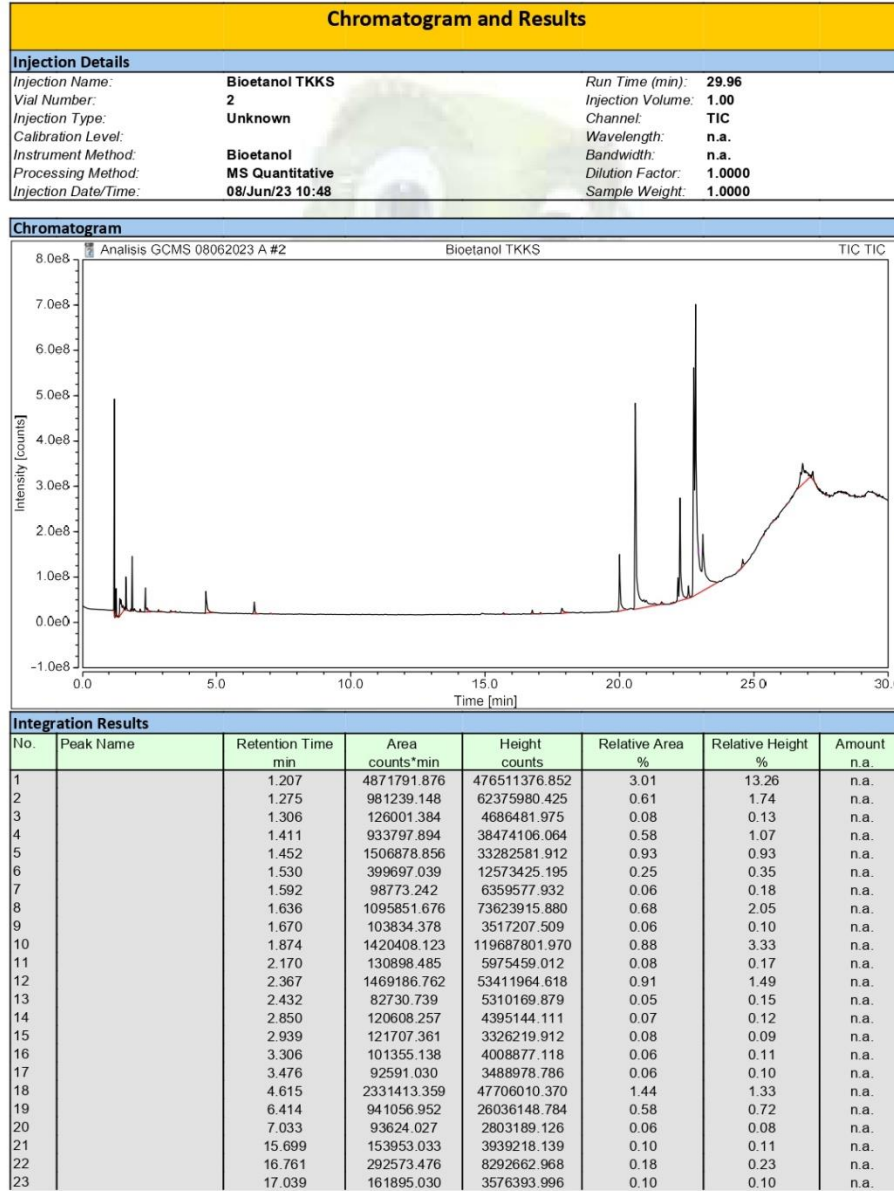 Chromatogram and Results
Injection Details
Injection Name: Bioetanol TKKS Run Time (min): 29.96
Vial Number: 2 Injection Volume: 1.00
Injection Type: Unknown Channel: TIC
Calibration Level: Wavelength: n.a.
Instrument Method: Bioetanol Bandwidth: n.a.
Processing Method: MS Quantitative Dilution Factor: 1.0000
Injection Date/Time: 08/Jun/23 10:48 Sample Weight: 1.0000
Chromatogram
Analisis GCMS 08062023 A #2 Bioetanol TKKS TIC TIC
8.0e8
7.0e8
6.0e8
5.0e8
4.0e8
3.0e8
2.0e8
1.0e8
0.0e0
-1.0e8
Intensity [counts]
0.0 5.0 10.0 15.0 20.0 25.0 30.
Time [min]
Integration Results
No. Peak Name Retention Time Area Height Relative Area Relative Height Amount
min counts*min counts % % n.a.
1 1.207 4871791.876 476511376.852 3.01 13.26 n.a.
2 1.275 981239.148 62375980.425 0.61 1.74 n.a.
3 1.306 126001.384 4686481.975 0.08 0.13 n.a.
4 1.411 933797.894 38474106.064 0.58 1.07 n.a.
5 1.452 1506878.856 33282581.912 0.93 0.93 n.a.
6 1.530 399697.039 12573425.195 0.25 0.35 n.a.
7 1.592 98773.242 6359577.932 0.06 0.18 n.a.
8 1.636 1095851.676 73623915.880 0.68 2.05 n.a.
9 1.670 103834.378 3517207.509 0.06 0.10 n.a.
10 1.874 1420408.123 119687801.970 0.88 3.33 n.a.
11 2.170 130898.485 5975459.012 0.08 0.17 n.a.
12 2.367 1469186.762 53411964.618 0.91 1.49 n.a.
13 2.432 82730.739 5310169.879 0.05 0.15 n.a.
14 2.850 120608.257 4395144.111 0.07 0.12 n.a.
15 2.939 121707.361 3326219.912 0.08 0.09 n.a.
16 3.306 101355.138 4008877.118 0.06 0.11 n.a.
17 3.476 92591.030 3488978.786 0.06 0.10 n.a.
18 4.615 2331413.359 47706010.370 1.44 1.33 n.a.
19 6.414 941056.952 26036148.784 0.58 0.72 n.a.
20 7.033 93624.027 2803189.126 0.06 0.08 n.a.
21 15.699 153953.033 3939218.139 0.10 0.11 n.a.
22 16.761 292573.476 8292662.968 0.18 0.23 n.a.
23 17.039 161895.030 3576393.996 0.10 0.10 n.a.